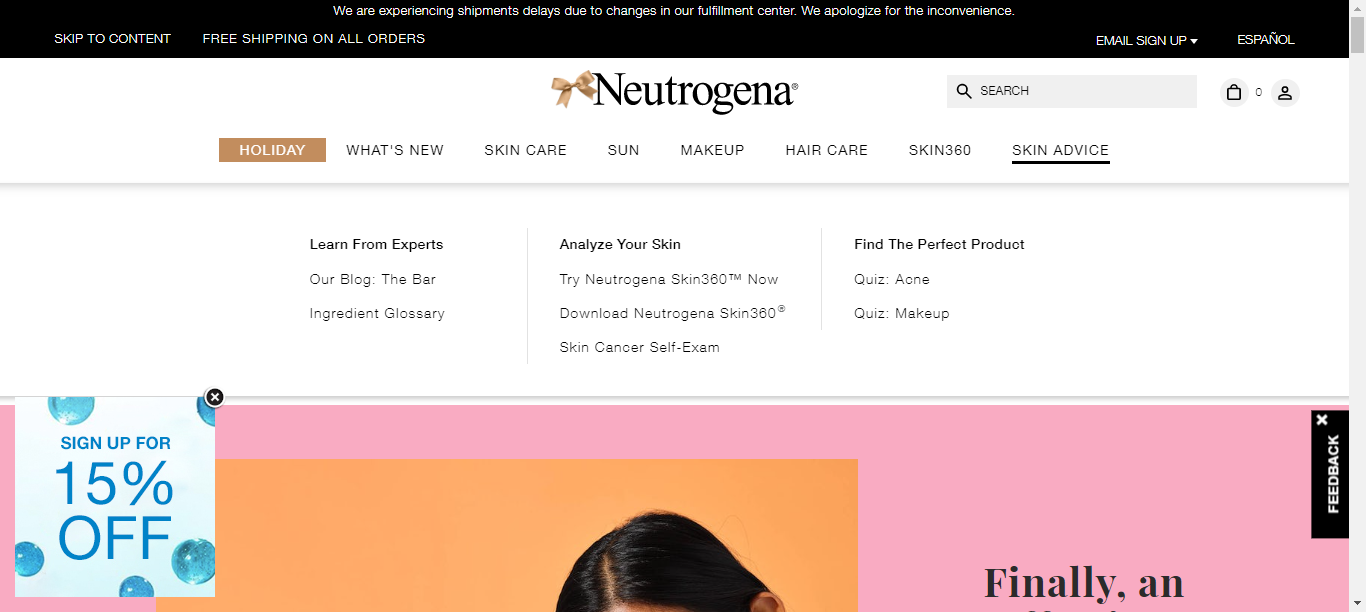 We are experiencing shipments delays due to changes in our fulfillment center. We apologize for the inconvenience.
SKIP TO CONTENT
FREE SHIPPING ON ALL ORDERS
EMAIL SIGN UP
ESPAÑOL
Neutrogena®
SEARCH
0
HOLIDAY
WHAT'S NEW
SKIN CARE
SUN
MAKEUP
HAIR CARE
SKIN360
SKIN ADVICE
Learn From Experts
Our Blog: The Bar
Ingredient Glossary
Analyze Your Skin
Try Neutrogena Skin360™ Now
Download Neutrogena Skin360®
Skin Cancer Self-Exam
Find The Perfect Product
Quiz: Acne
Quiz: Makeup
SIGN UP FOR
15%
OFF
FEEDBACK
Finally, an